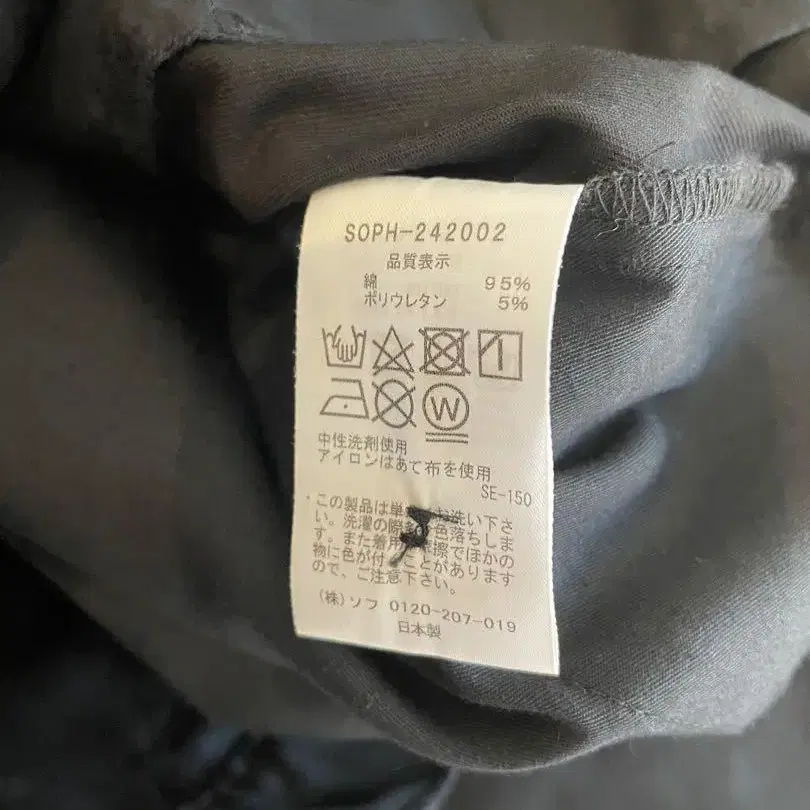 SOPH-242002
品質表示
綿 95%
ポリウレタン 5%
W
中性洗剤使用
アイロンはあて布を使用
SE-150
・この製品は単 お洗い下さ
い。洗濯の際 色落ちしま
す。また着用 擦でほかの
物に色が付 ことがあります
ので、ご注意下さい。
(株)ソフ 0120-207-019
日本製